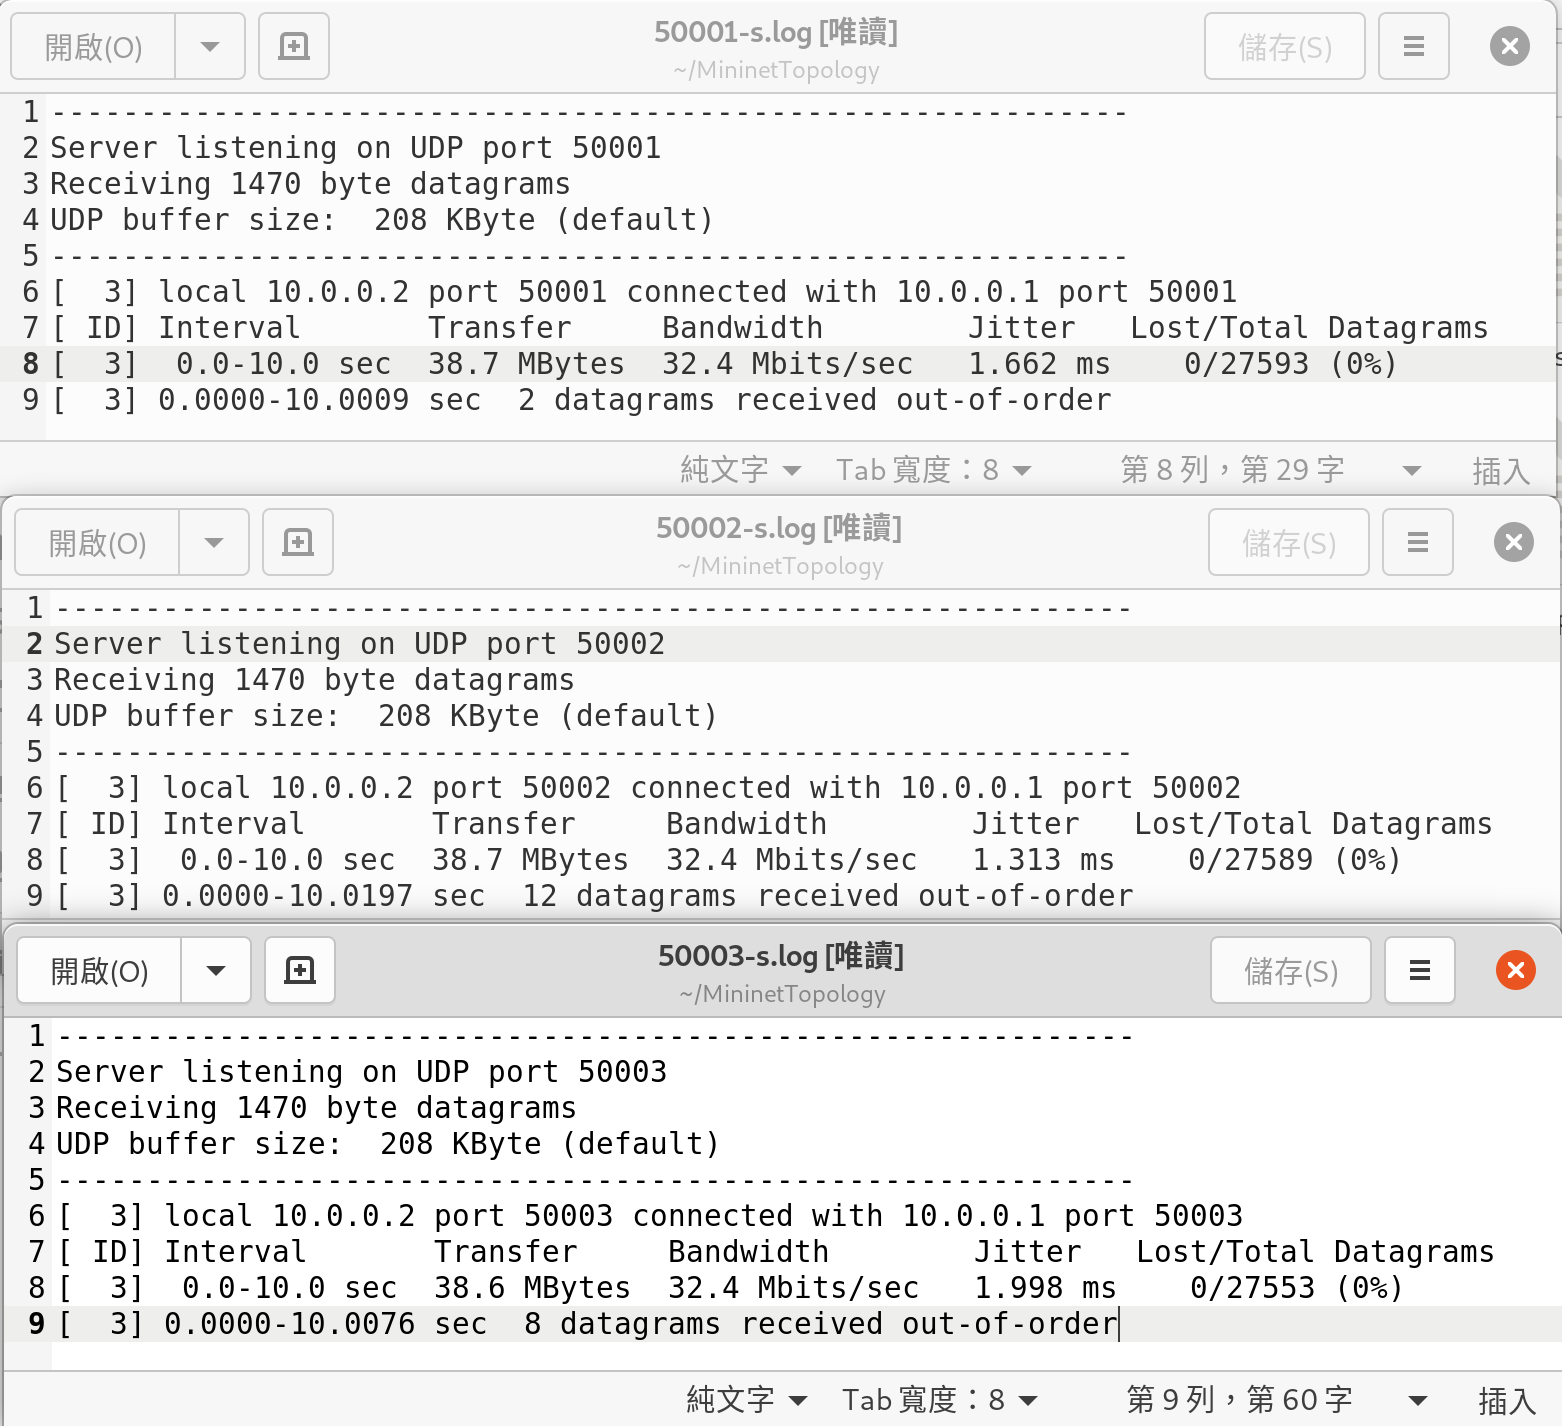 開啟(O)
50001-s.log [唯讀]
~/MininetTopology
儲存(S)
1 ------------------------------------------------------------
2 Server listening on UDP port 50001
3 Receiving 1470 byte datagrams
4 UDP buffer size:  208 KByte (default)
5 ------------------------------------------------------------
6 [  3] local 10.0.0.2 port 50001 connected with 10.0.0.1 port 50001
7 [ ID] Interval       Transfer     Bandwidth        Jitter   Lost/Total Datagrams
8 [  3]  0.0-10.0 sec  38.7 MBytes  32.4 Mbits/sec   1.662 ms    0/27593 (0%)
9 [  3] 0.0000-10.0009 sec  2 datagrams received out-of-order
純文字 Tab 寬度：8 第 8 列，第 29 字 插入
開啟(O)
50002-s.log [唯讀]
~/MininetTopology
儲存(S)
1 ------------------------------------------------------------
2 Server listening on UDP port 50002
3 Receiving 1470 byte datagrams
4 UDP buffer size:  208 KByte (default)
5 ------------------------------------------------------------
6 [  3] local 10.0.0.2 port 50002 connected with 10.0.0.1 port 50002
7 [ ID] Interval       Transfer     Bandwidth        Jitter   Lost/Total Datagrams
8 [  3]  0.0-10.0 sec  38.7 MBytes  32.4 Mbits/sec   1.313 ms    0/27589 (0%)
9 [  3] 0.0000-10.0197 sec  12 datagrams received out-of-order
開啟(O)
50003-s.log [唯讀]
~/MininetTopology
儲存(S)
1 ------------------------------------------------------------
2 Server listening on UDP port 50003
3 Receiving 1470 byte datagrams
4 UDP buffer size:  208 KByte (default)
5 ------------------------------------------------------------
6 [  3] local 10.0.0.2 port 50003 connected with 10.0.0.1 port 50003
7 [ ID] Interval       Transfer     Bandwidth        Jitter   Lost/Total Datagrams
8 [  3]  0.0-10.0 sec  38.6 MBytes  32.4 Mbits/sec   1.998 ms    0/27553 (0%)
9 [  3] 0.0000-10.0076 sec  8 datagrams received out-of-order
純文字 Tab 寬度：8 第 9 列，第 60 字 插入